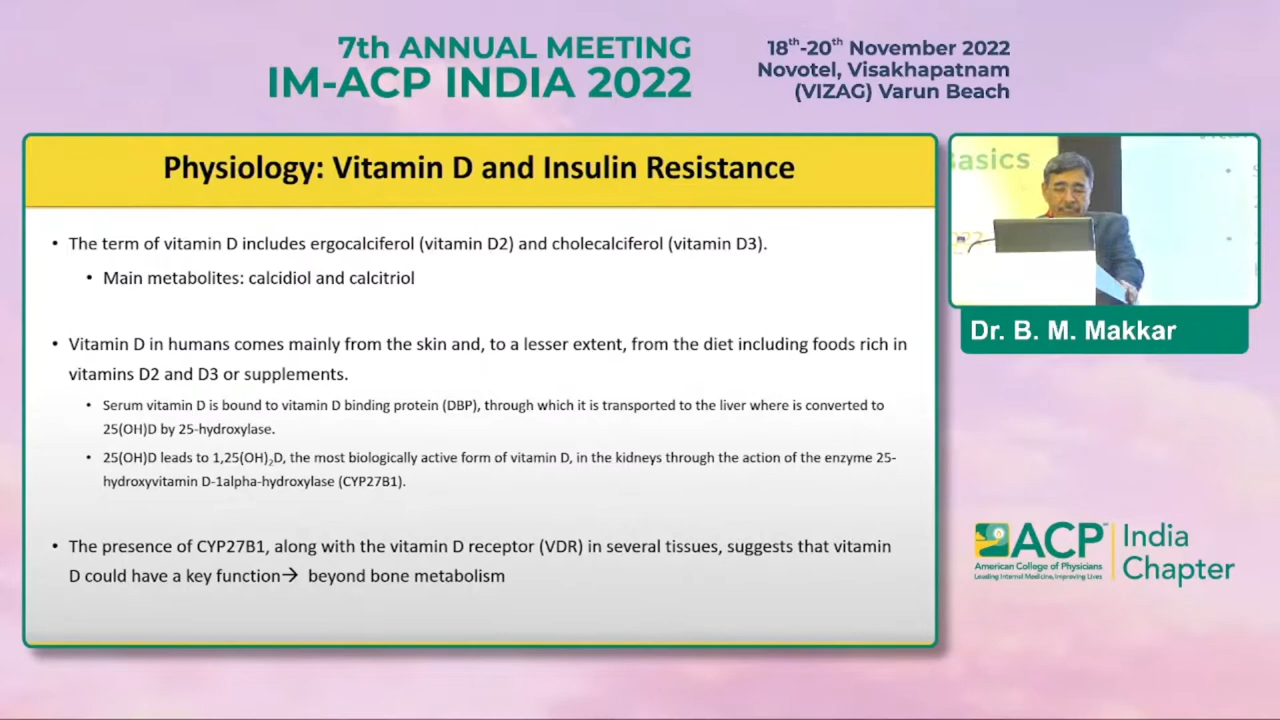 7th ANNUAL MEETING
IM-ACP INDIA 2022
18th-20th November 2022
Novotel, Visakhapatnam
(VIZAG) Varun Beach
Physiology: Vitamin D and Insulin Resistance
• The term of vitamin D includes ergocalciferol (vitamin D2) and cholecalciferol (vitamin D3).
• Main metabolites: calcidiol and calcitriol
• Vitamin D in humans comes mainly from the skin and, to a lesser extent, from the diet including foods rich in
vitamins D2 and D3 or supplements.
• Serum vitamin D is bound to vitamin D binding protein (DBP), through which it is transported to the liver where is converted to
25(OH)D by 25-hydroxylase.
• 25(OH)D leads to 1,25(OH)₂D, the most biologically active form of vitamin D, in the kidneys through the action of the enzyme 25-
hydroxyvitamin D-1alpha-hydroxylase (CYP27B1).
• The presence of CYP27B1, along with the vitamin D receptor (VDR) in several tissues, suggests that vitamin
D could have a key function→ beyond bone metabolism
Basics
Dr. B. M. Makkar
ACP
American College of Physicians
Leading Internal Medicine, Improving Lives
India
Chapter